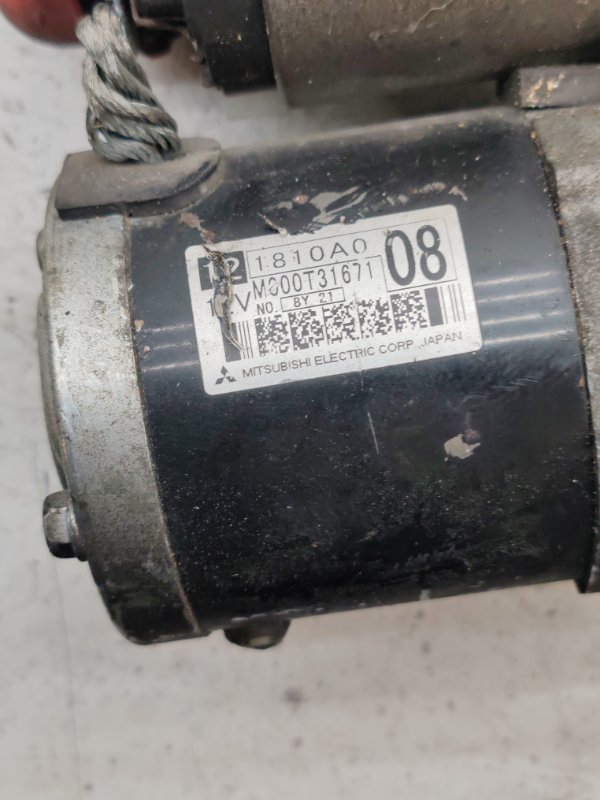 12 1810A0 08
V M000T31671
NO. 8Y 21
MITSUBISHI ELECTRIC CORP. JAPAN